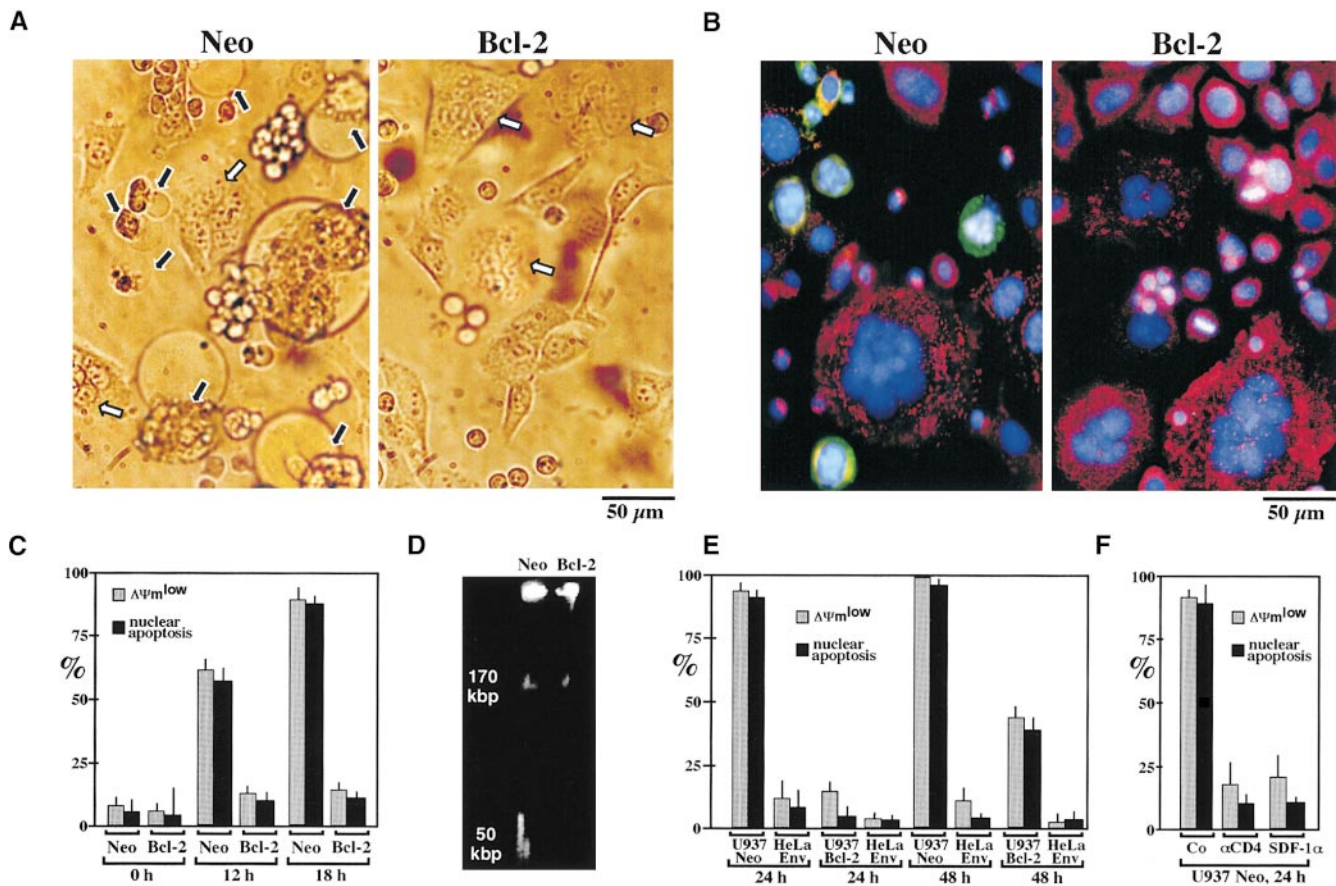 A
Neo
Bcl-2
50 μm
B
Neo
Bcl-2
50 μm
C
100
75
%
50
25
0
ΔΨm low
nuclear
apoptosis
Neo
Bcl-2
Neo
Bcl-2
Neo
Bcl-2
0 h
12 h
18 h
D
Neo Bcl-2
170
kbp
50
kbp
E
100
75
%
50
25
0
ΔΨm low
nuclear
apoptosis
U937
Neo
HeLa
Env
U937
Bcl-2
HeLa
Env
U937
Neo
HeLa
Env
U937
Bcl-2
HeLa
Env
24 h
24 h
48 h
48 h
F
100
75
%
50
25
0
ΔΨm low
nuclear
apoptosis
Co αCD4 SDF-1α
U937 Neo, 24 h